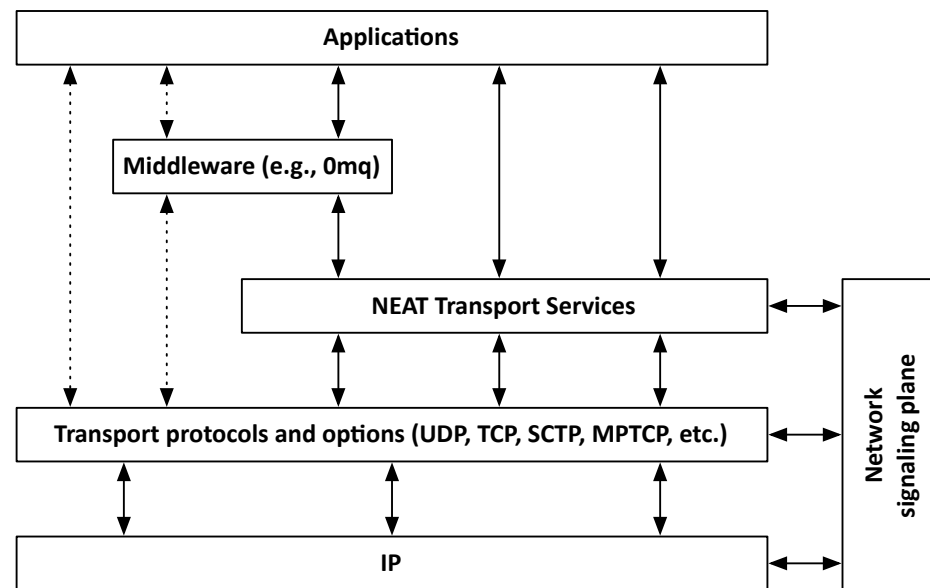 Applications
Middleware (e.g., 0mq)
NEAT Transport Services
Transport protocols and options (UDP, TCP, SCTP, MPTCP, etc.)
IP
Network
signaling plane